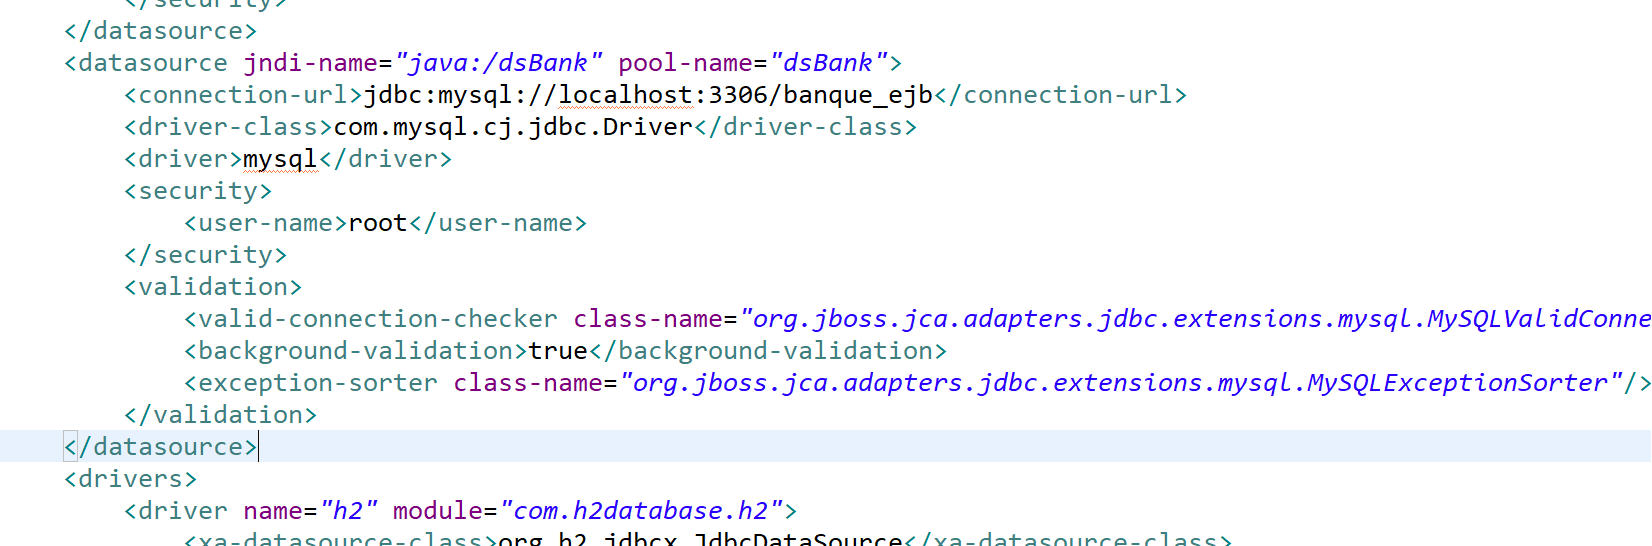 </security>
</datasource>
<datasource jndi-name="java:/dsBank" pool-name="dsBank">
<connection-url>jdbc:mysql://localhost:3306/banque_ejb</connection-url>
<driver-class>com.mysql.cj.jdbc.Driver</driver-class>
<driver>mysql</driver>
<security>
<user-name>root</user-name>
</security>
<validation>
<valid-connection-checker class-name="org.jboss.jca.adapters.jdbc.extensions.mysql.MySQLValidConne
<background-validation>true</background-validation>
<exception-sorter class-name="org.jboss.jca.adapters.jdbc.extensions.mysql.MySQLExceptionSorter"/>
</validation>
</datasource>
<drivers>
<driver name="h2" module="com.h2database.h2">
<xa-datasource-class>org.h2.jdbcx.JdbcDataSource</xa-datasource-class>